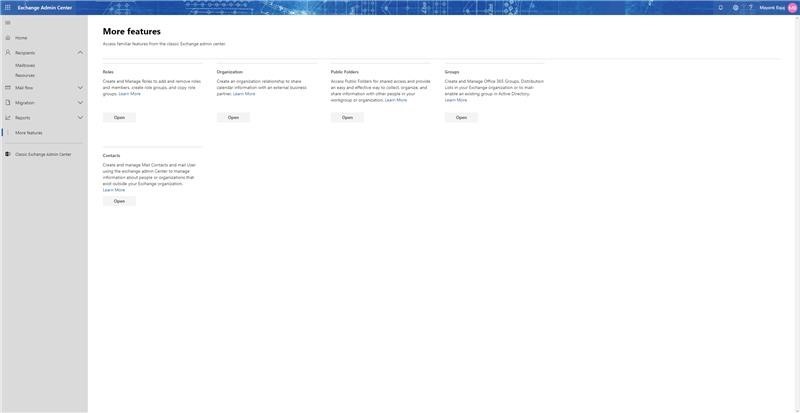 Exchange Admin Center
Mayank Bajaj
MB
Home
Recipients
Mailboxes
Resources
Mail flow
Migration
Reports
More features
Classic Exchange Admin Center
More features
Access familiar features from the classic Exchange admin center.
Roles
Create and Manage Roles to add and remove roles
and members, create role groups, and copy role
groups. Learn More
Open
Organization
Create an organization relationship to share
calendar information with an external business
partner. Learn More
Open
Public Folders
Access Public Folders for shared access and provide
an easy and effective way to collect, organize, and
share information with other people in your
workgroup or organization. Learn More
Open
Groups
Create and Manage Office 365 Groups, Distribution
Lists in your Exchange organization or to mail-
enable an existing group in Active Directory.
Learn More
Open
Contacts
Create and manage Mail Contacts and mail User
using the exchange admin Center to manage
information about people or organizations that
exist outside your Exchange organization.
Learn More
Open